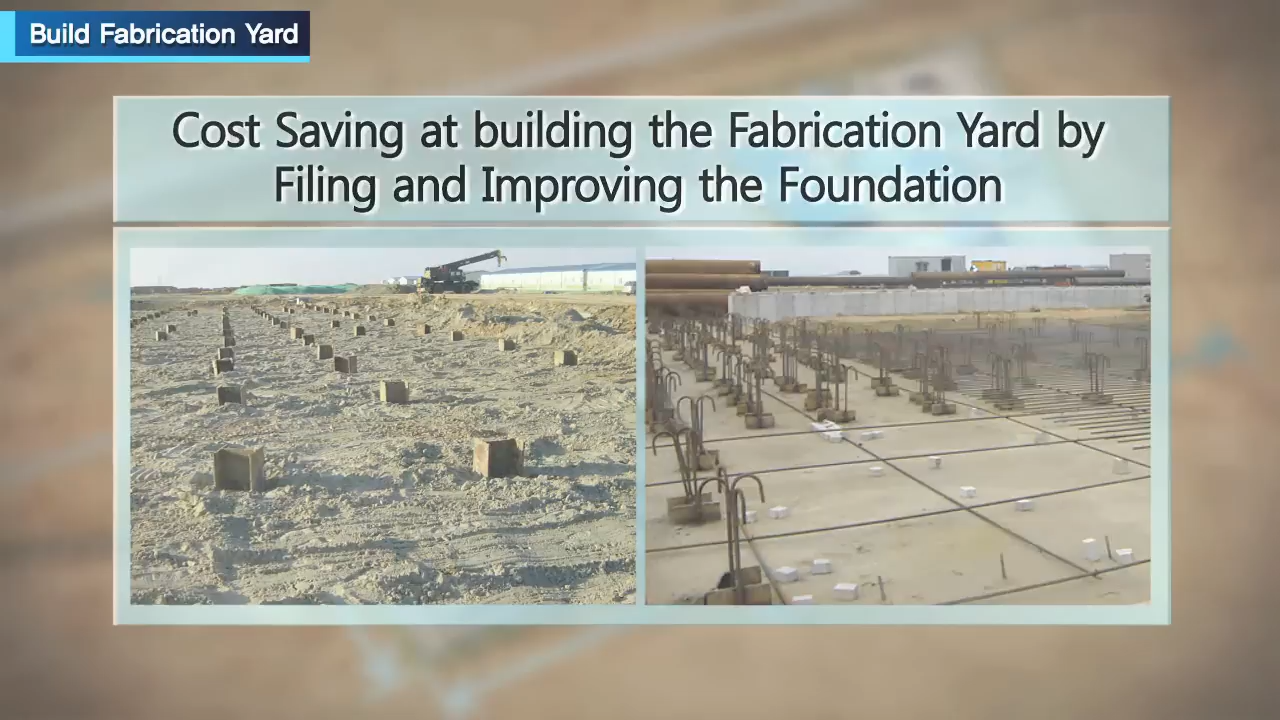 Build Fabrication Yard
Cost Saving at building the Fabrication Yard by
Filing and Improving the Foundation